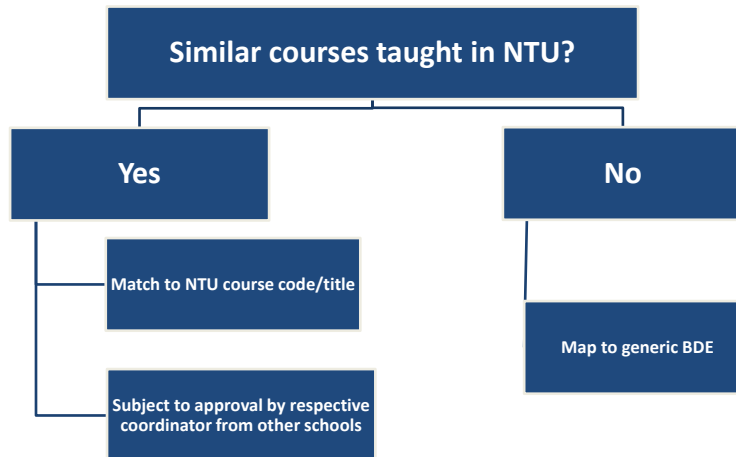 Similar courses taught in NTU?
Yes
No
Match to NTU course code/title
Map to generic BDE
Subject to approval by respective
coordinator from other schools